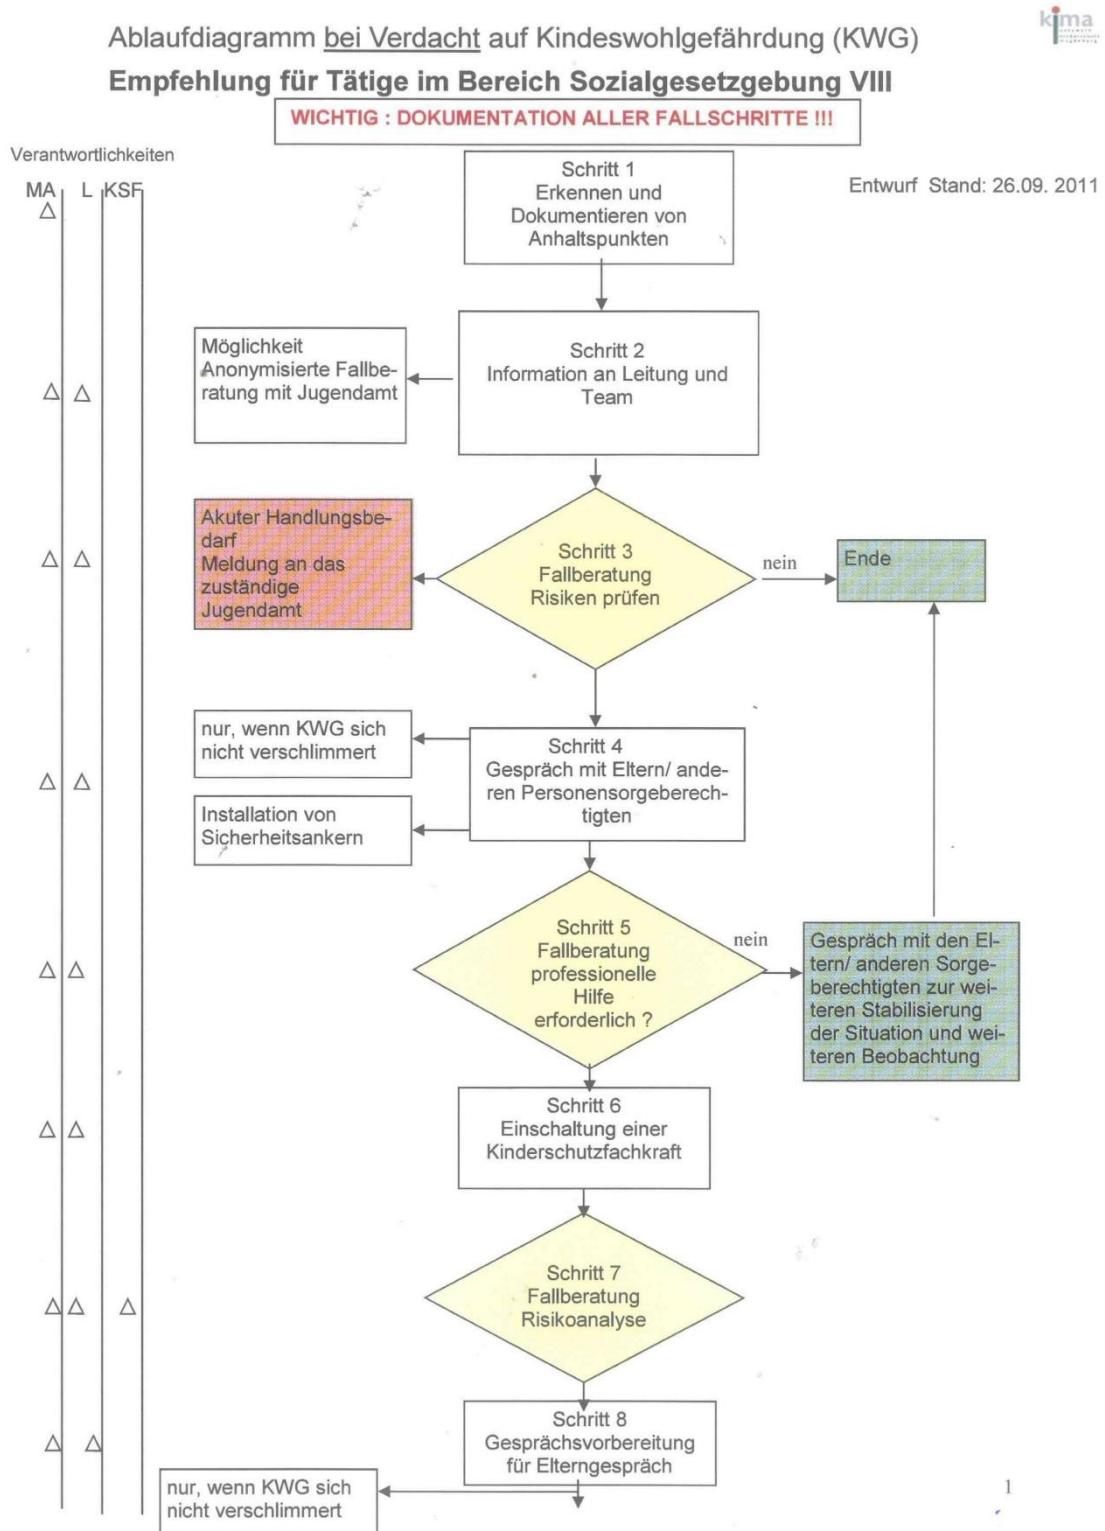 kima
Ablaufdiagramm bei Verdacht auf Kindeswohlgefährdung (KWG)
Empfehlung für Tätige im Bereich Sozialgesetzgebung VIII
WICHTIG : DOKUMENTATION ALLER FALLSCHRITTE !!!
Verantwortlichkeiten
MA L KSF
Entwurf Stand: 26.09. 2011
Schritt 1
Erkennen und
Dokumentieren von
Anhaltspunkten
Möglichkeit
Anonymisierte Fallbe-
ratung mit Jugendamt
Schritt 2
Information an Leitung und
Team
Akuter Handlungsbe-
darf
Meldung an das
zuständige
Jugendamt
Schritt 3
Fallberatung
Risiken prüfen
nein
Ende
nur, wenn KWG sich
nicht verschlimmert
Schritt 4
Gespräch mit Eltern/ ande-
ren Personensorgeberech-
tigten
Installation von
Sicherheitsankern
Schritt 5
Fallberatung
professionelle
Hilfe
erforderlich ?
nein
Gespräch mit den El-
tern/ anderen Sorge-
berechtigten zur wei-
teren Stabilisierung
der Situation und wei-
teren Beobachtung
Schritt 6
Einschaltung einer
Kinderschutzfachkraft
Schritt 7
Fallberatung
Risikoanalyse
Schritt 8
Gesprächsvorbereitung
für Elterngespräch
nur, wenn KWG sich
nicht verschlimmert
1